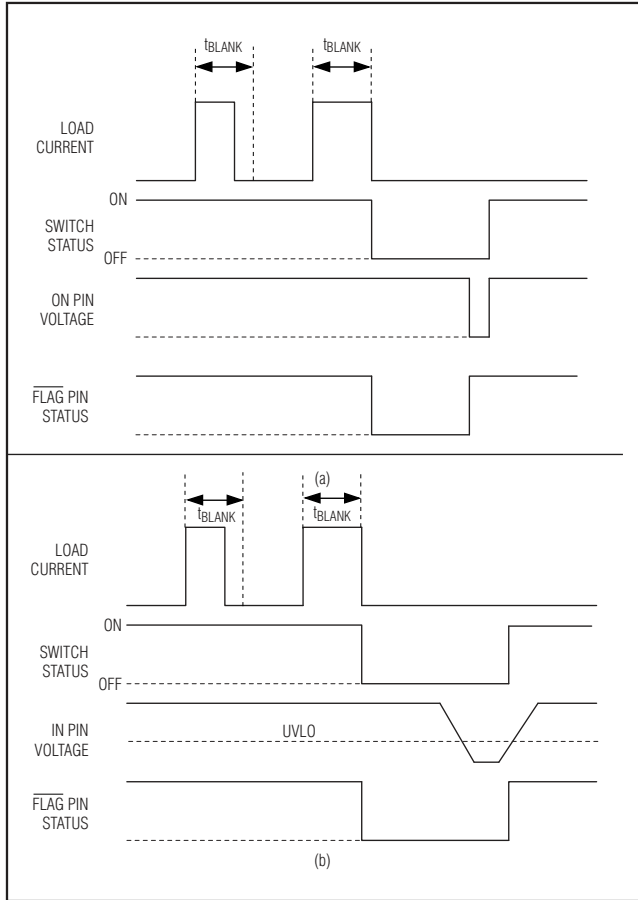 tBLANK tBLANK
LOAD
CURRENT
ON
SWITCH
STATUS
OFF
ON PIN
VOLTAGE
FLAG PIN
STATUS
(a)
tBLANK tBLANK
LOAD
CURRENT
ON
SWITCH
STATUS
OFF
IN PIN
VOLTAGE
UVLO
FLAG PIN
STATUS
(b)